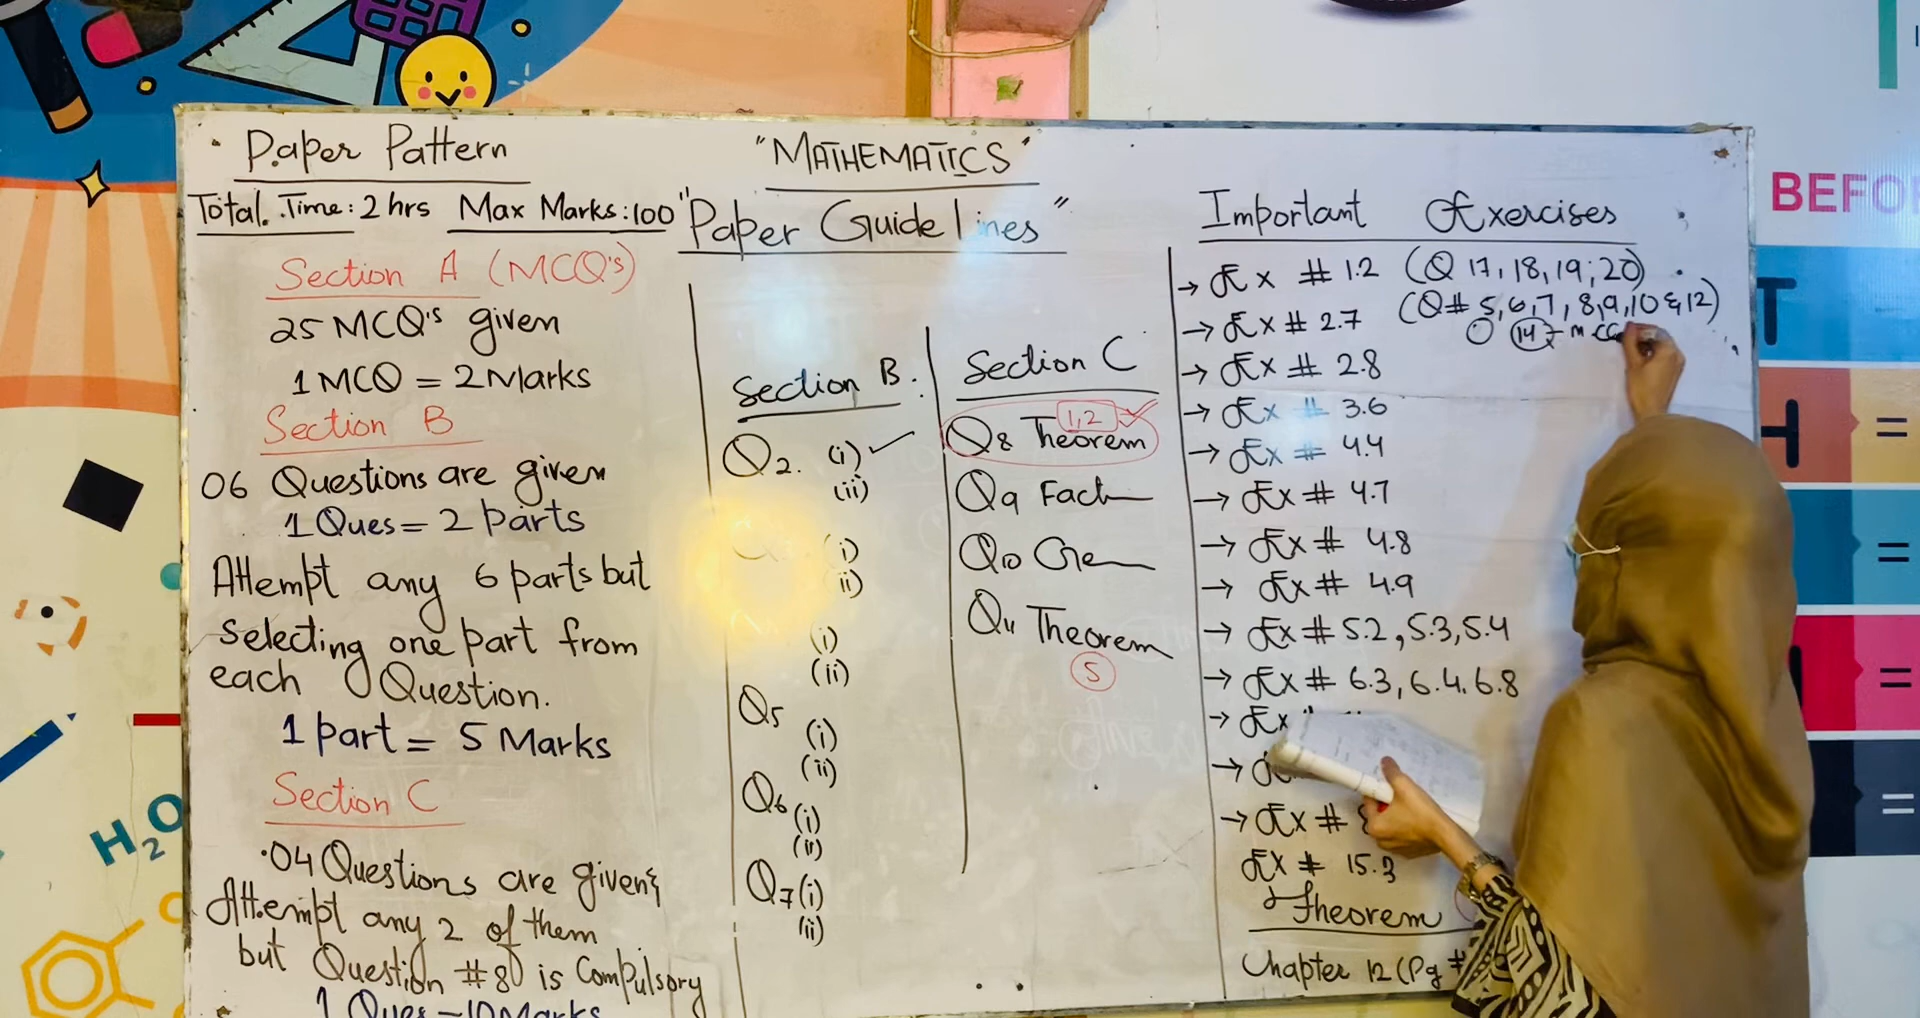 Paper Pattern
Total. Time: 2 hrs Max Marks: 100
Section A (MCQ's)
25 MCQ's given
1 MCQ = 2 Marks
Section B
06 Questions are given
1 Ques = 2 parts
Attempt any 6 parts but
selecting one part from
each Question.
1 part = 5 Marks
Section C
04 Questions are given &
Attempt any 2 of them
but Question #8 is Compulsory
1 Ques = 10 Marks
"MATHEMATICS"
"Paper Guide lines"
Section B.
Q2. (i)
(ii)
(i)
(ii)
(i)
(ii)
Q5
(i)
(ii)
Q6
(i)
(ii)
Q7 (i)
(ii)
Section C
1,2
Q8 Theorem
Q9 Fact
Q10
Q11 Theorem
5
Important Exercises
→ Ex # 1.2 (Q 17, 18, 19, 20)
(Q# 5, 6, 7, 8, 9, 10 & 12)
→ Ex # 2.7
14
→ Ex # 2.8
→ Ex # 3.6
→ Ex # 4.4
→ Ex # 4.7
→ Ex # 4.8
→ Ex # 4.9
→ Ex # 5.2, 5.3, 5.4
→ Ex # 6.3, 6.4, 6.8
→ Ex
→
→ Ex #
Ex # 15.3
Theorem
Chapter 12 (Pg #
H₂O
BEFO
T
H =
=
=
=